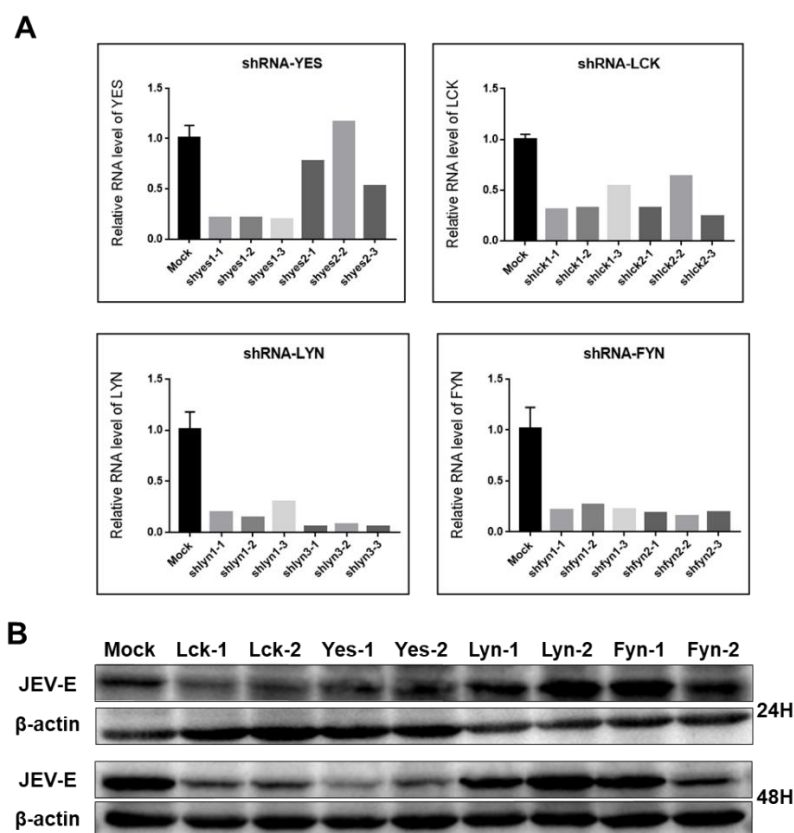 A
shRNA-YES
Relative RNA level of YES
1.5
1.0
0.5
0.0
Mock
shyes1-1
shyes1-2
shyes1-3
shyes2-1
shyes2-2
shyes2-3
shRNA-LCK
Relative RNA level of LCK
1.5
1.0
0.5
0.0
Mock
shlck1-1
shlck1-2
shlck1-3
shlck2-1
shlck2-2
shlck2-3
shRNA-LYN
Relative RNA level of LYN
1.5
1.0
0.5
0.0
Mock
shlyn1-1
shlyn1-2
shlyn1-3
shlyn3-1
shlyn3-2
shlyn3-3
shRNA-FYN
Relative RNA level of FYN
1.5
1.0
0.5
0.0
Mock
shfyn1-1
shfyn1-2
shfyn1-3
shfyn2-1
shfyn2-2
shfyn2-3
B
Mock Lck-1 Lck-2 Yes-1 Yes-2 Lyn-1 Lyn-2 Fyn-1 Fyn-2
JEV-E
β-actin
24H
JEV-E
β-actin
48H